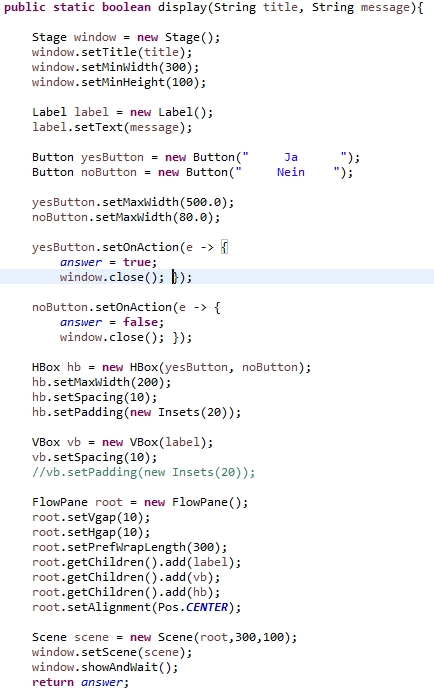 public static boolean display(String title, String message){
Stage window = new Stage();
window.setTitle(title);
window.setMinWidth(300);
window.setMinHeight(100);
Label label = new Label();
label.setText(message);
Button yesButton = new Button("     Ja      ");
Button noButton = new Button("     Nein    ");
yesButton.setMaxWidth(500.0);
noButton.setMaxWidth(80.0);
yesButton.setOnAction(e -> {
answer = true;
window.close(); });
noButton.setOnAction(e -> {
answer = false;
window.close(); });
HBox hb = new HBox(yesButton, noButton);
hb.setMaxWidth(200);
hb.setSpacing(10);
hb.setPadding(new Insets(20));
VBox vb = new VBox(label);
vb.setSpacing(10);
//vb.setPadding(new Insets(20));
FlowPane root = new FlowPane();
root.setVgap(10);
root.setHgap(10);
root.setPrefWrapLength(300);
root.getChildren().add(label);
root.getChildren().add(vb);
root.getChildren().add(hb);
root.setAlignment(Pos.CENTER);
Scene scene = new Scene(root,300,100);
window.setScene(scene);
window.showAndWait();
return answer;